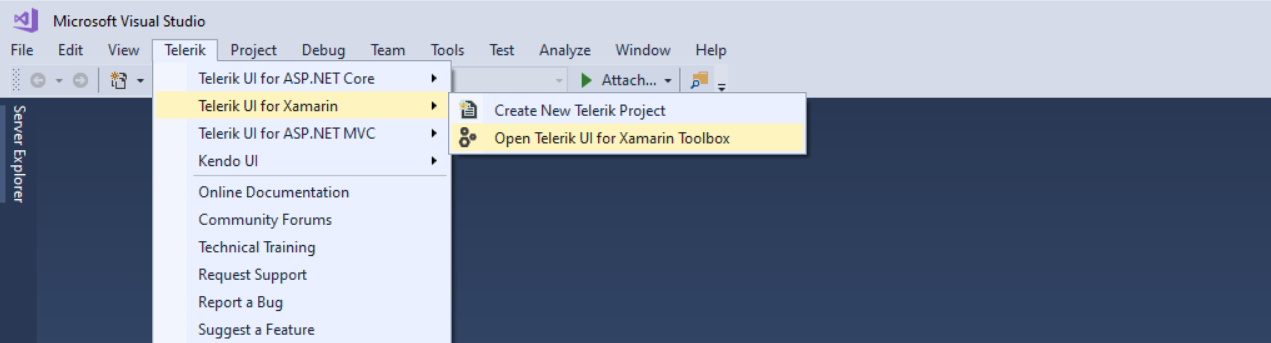 Microsoft Visual Studio
File Edit View Telerik Project Debug Team Tools Test Analyze Window Help
Attach...
Server Explorer
Telerik UI for ASP.NET Core
Telerik UI for Xamarin
Telerik UI for ASP.NET MVC
Kendo UI
Online Documentation
Community Forums
Technical Training
Request Support
Report a Bug
Suggest a Feature
Create New Telerik Project
Open Telerik UI for Xamarin Toolbox